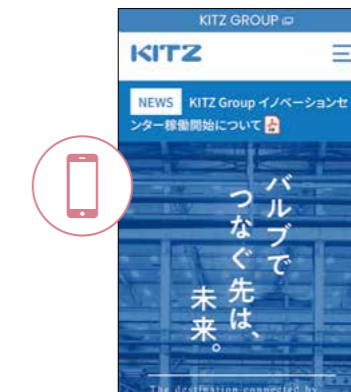 KITZ GROUP
KITZ
NEWS KITZ Group イノベーションセ
ンター稼働開始について
バルブで
つなぐ先は、
未来。
The destination connected by